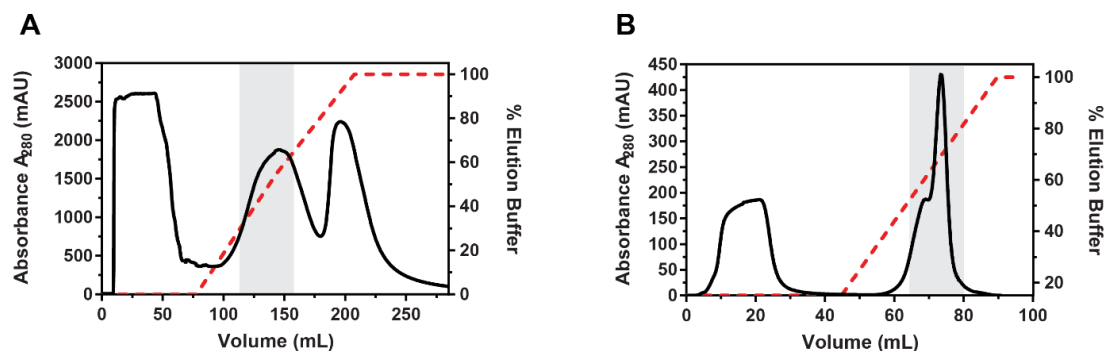 A
Absorbance A280 (mAU)
3000
2500
2000
1500
1000
500
0
0 50 100 150 200 250
Volume (mL)
100
80
60
40
20
0
% Elution Buffer
B
Absorbance A280 (mAU)
450
400
350
300
250
200
150
100
50
0
0 20 40 60 80 100
Volume (mL)
100
80
60
40
20
% Elution Buffer